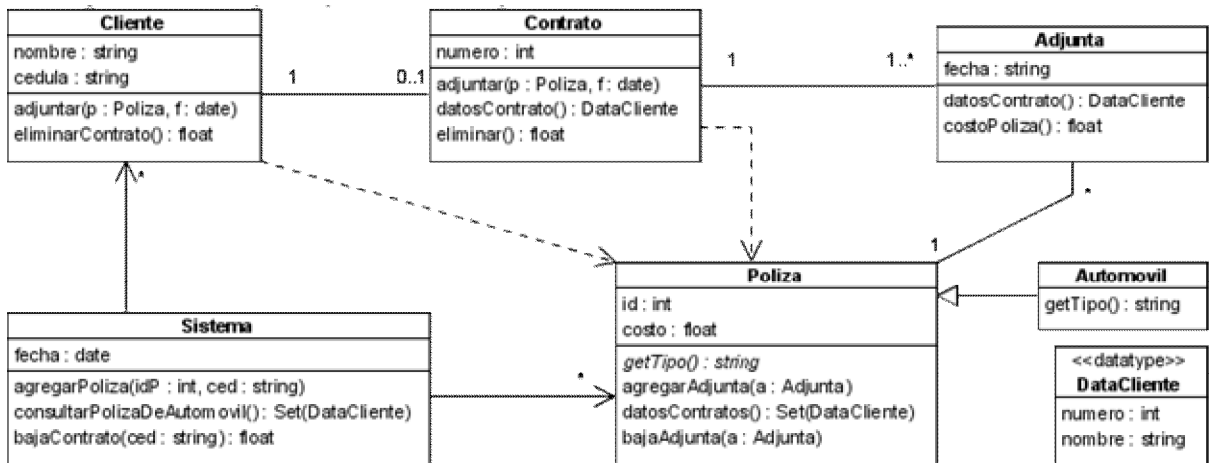 Cliente
nombre : string
cedula : string
adjuntar(p : Poliza, f : date)
eliminarContrato() : float
1
0..1
Contrato
numero : int
adjuntar(p : Poliza, f : date)
datosContrato() : DataCliente
eliminar() : float
1
1..*
Adjunta
fecha : string
datosContrato() : DataCliente
costoPoliza() : float
*
*
1
Sistema
fecha : date
agregarPoliza(idP : int, ced : string)
consultarPolizaDeAutomovil() : Set(DataCliente)
bajaContrato(ced : string) : float
*
Poliza
id : int
costo : float
getTipo() : string
agregarAdjunta(a : Adjunta)
datosContratos() : Set(DataCliente)
bajaAdjunta(a : Adjunta)
Automovil
getTipo() : string
<<datatype>>
DataCliente
numero : int
nombre : string